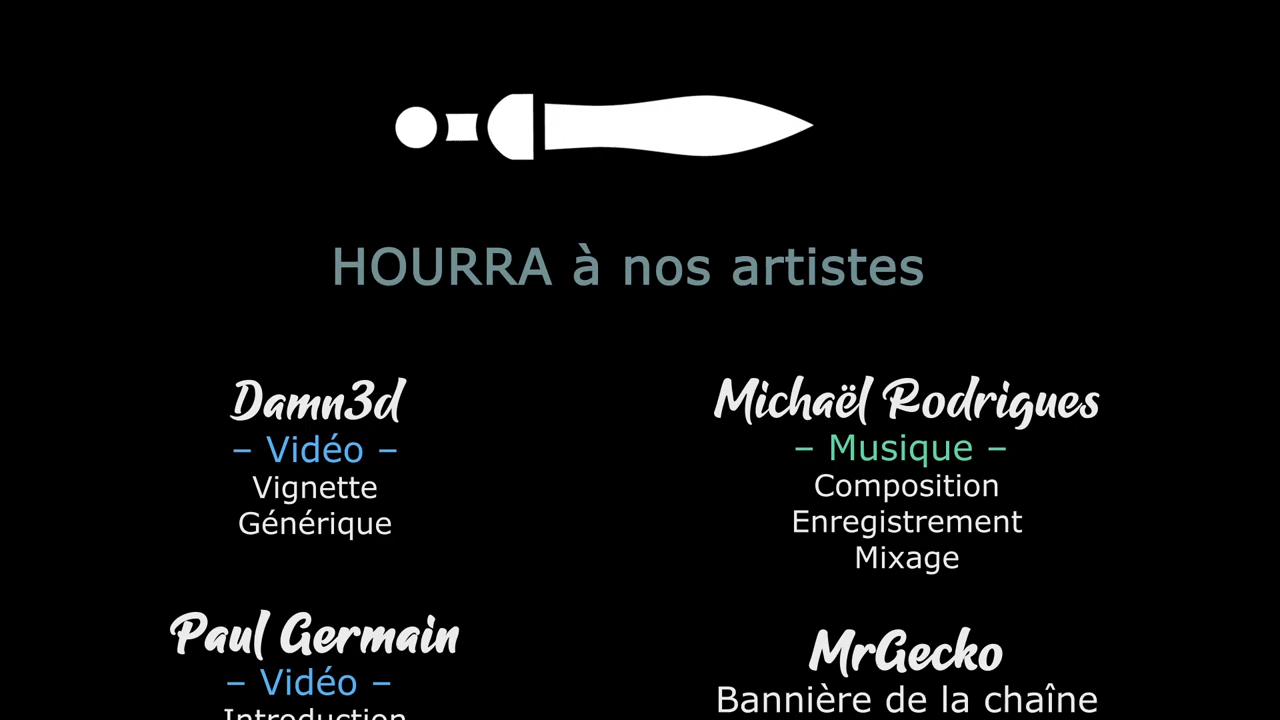 HOURRA à nos artistes
Damn3d
– Vidéo –
Vignette
Générique
Michaël Rodrigues
– Musique –
Composition
Enregistrement
Mixage
Paul Germain
– Vidéo –
Introduction
MrGecko
Bannière de la chaîne